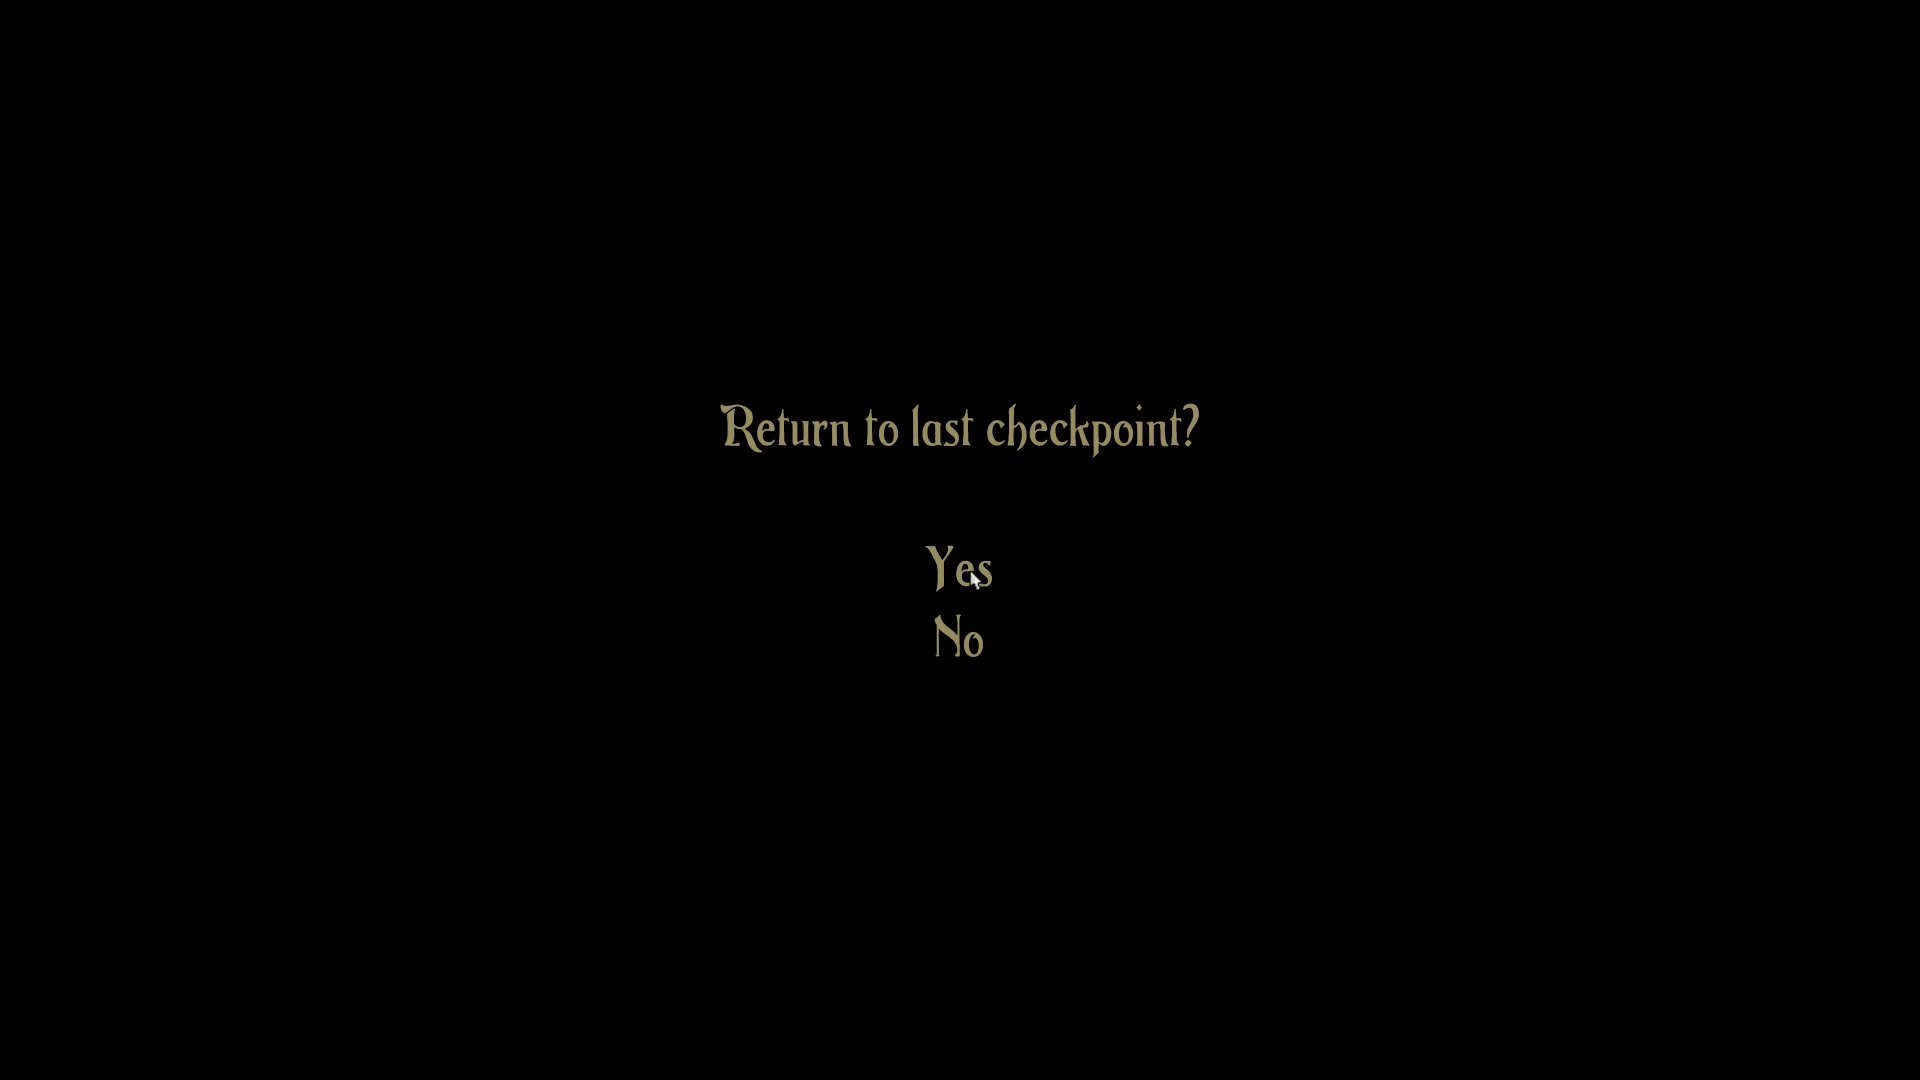 Return to last checkpoint?
Yes
No